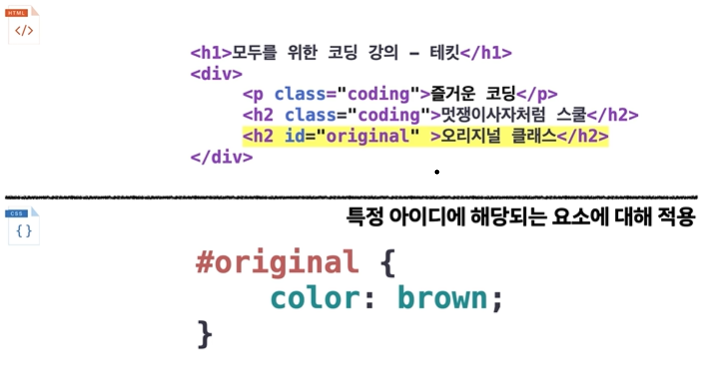 HTML
</>
<h1>모두를 위한 코딩 강의 – 테킷</h1>
<div>
<p class="coding">즐거운 코딩</p>
<h2 class="coding">멋쟁이사자처럼 스쿨</h2>
<h2 id="original" >오리지널 클래스</h2>
</div>
CSS
{ }
특정 아이디에 해당되는 요소에 대해 적용
#original {
color: brown;
}